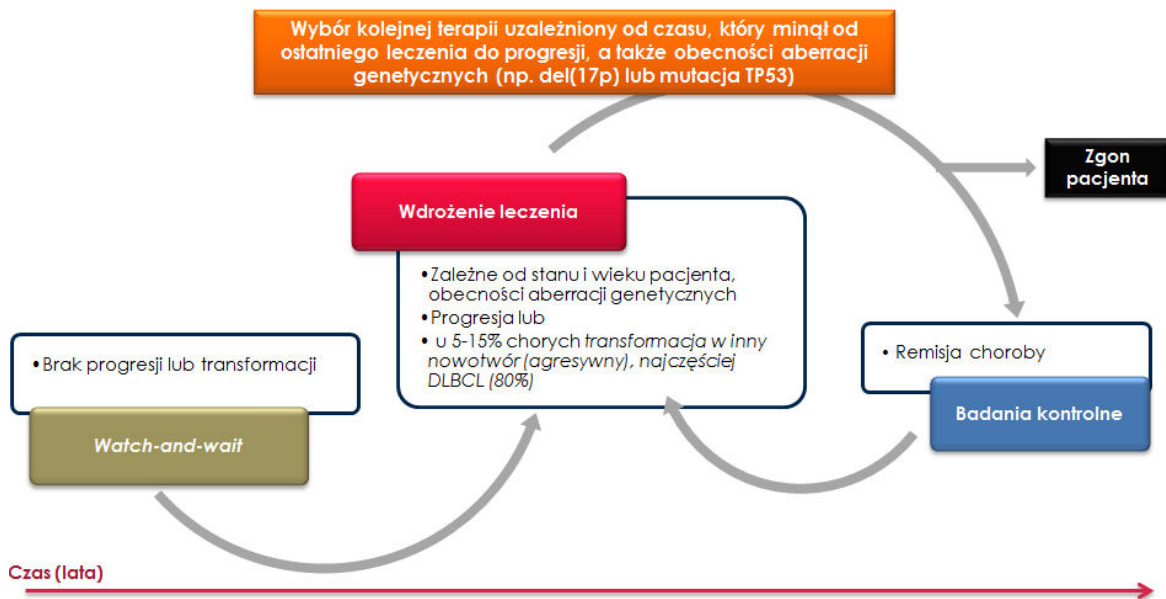 Wybór kolejnej terapii uzależniony od czasu, który minął od
ostatniego leczenia do progresji, a także obecności aberracji
genetycznych (np. del(17p) lub mutacja TP53)
Zgon
pacjenta
Wdrożenie leczenia
•Zależne od stanu i wieku pacjenta,
obecności aberracji genetycznych
•Progresja lub
• u 5-15% chorych transformacja w inny
nowotwór (agresywny), najczęściej
DLBCL (80%)
•Brak progresji lub transformacji
Watch-and-wait
• Remisja choroby
Badania kontrolne
Czas (lata)